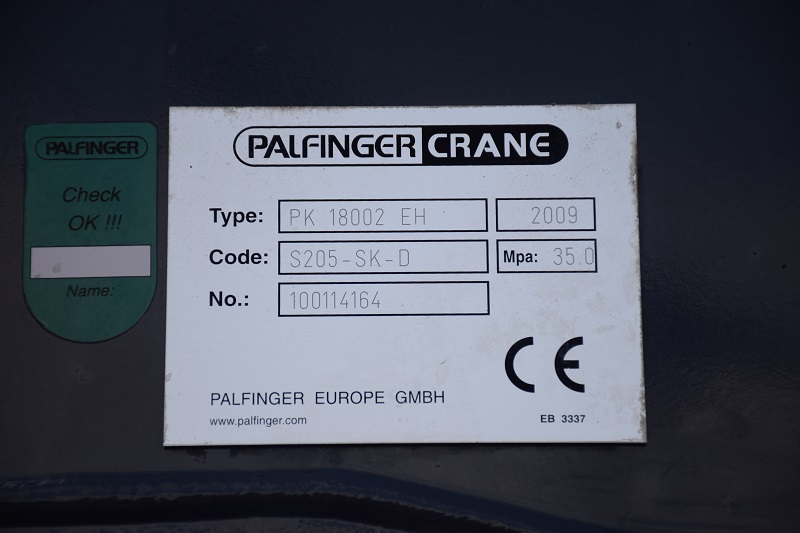 PALFINGER
Check
OK !!!
Name:
PALFINGER CRANE
Type: PK 18002 EH 2009
Code: S205-SK-D Mpa: 35.0
No.: 100114164
CE
PALFINGER EUROPE GMBH
www.palfinger.com
EB 3337